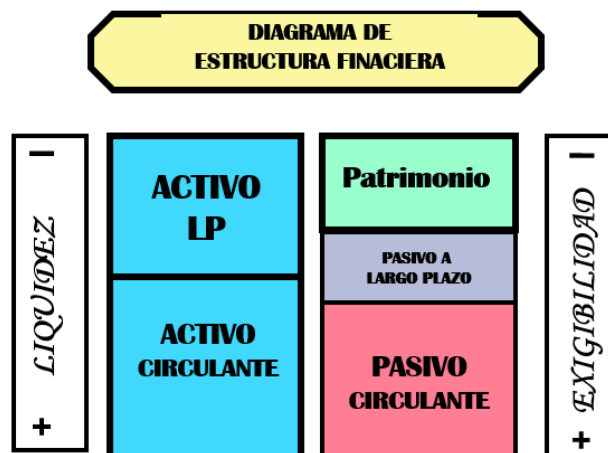 DIAGRAMA DE
ESTRUCTURA FINACIERA
− LIQUIDEZ +
ACTIVO
LP
ACTIVO
CIRCULANTE
Patrimonio
PASIVO A
LARGO PLAZO
PASIVO
CIRCULANTE
− EXIGIBILIDAD +